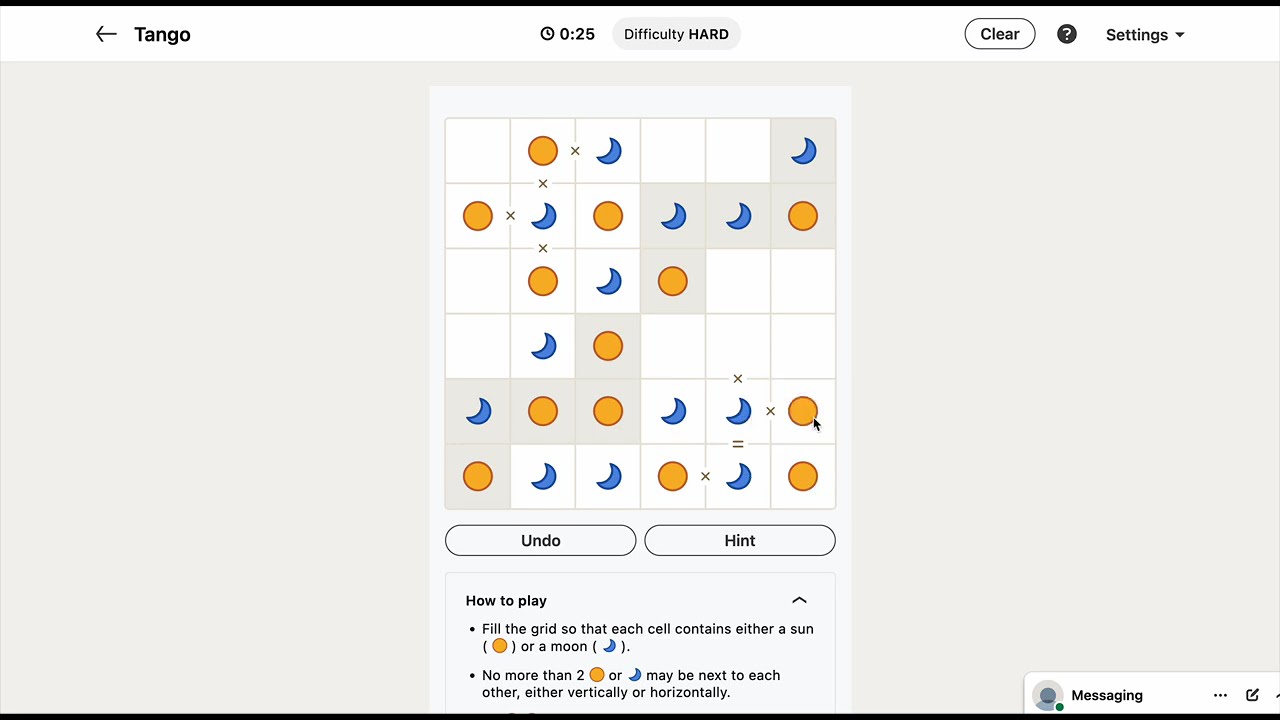 Tango
0:25
Difficulty HARD
Clear
?
Settings
×
×
×
×
×
×
=
×
Undo
Hint
How to play
• Fill the grid so that each cell contains either a sun
( ) or a moon ( ).
• No more than 2 or may be next to each
other, either vertically or horizontally.
Messaging